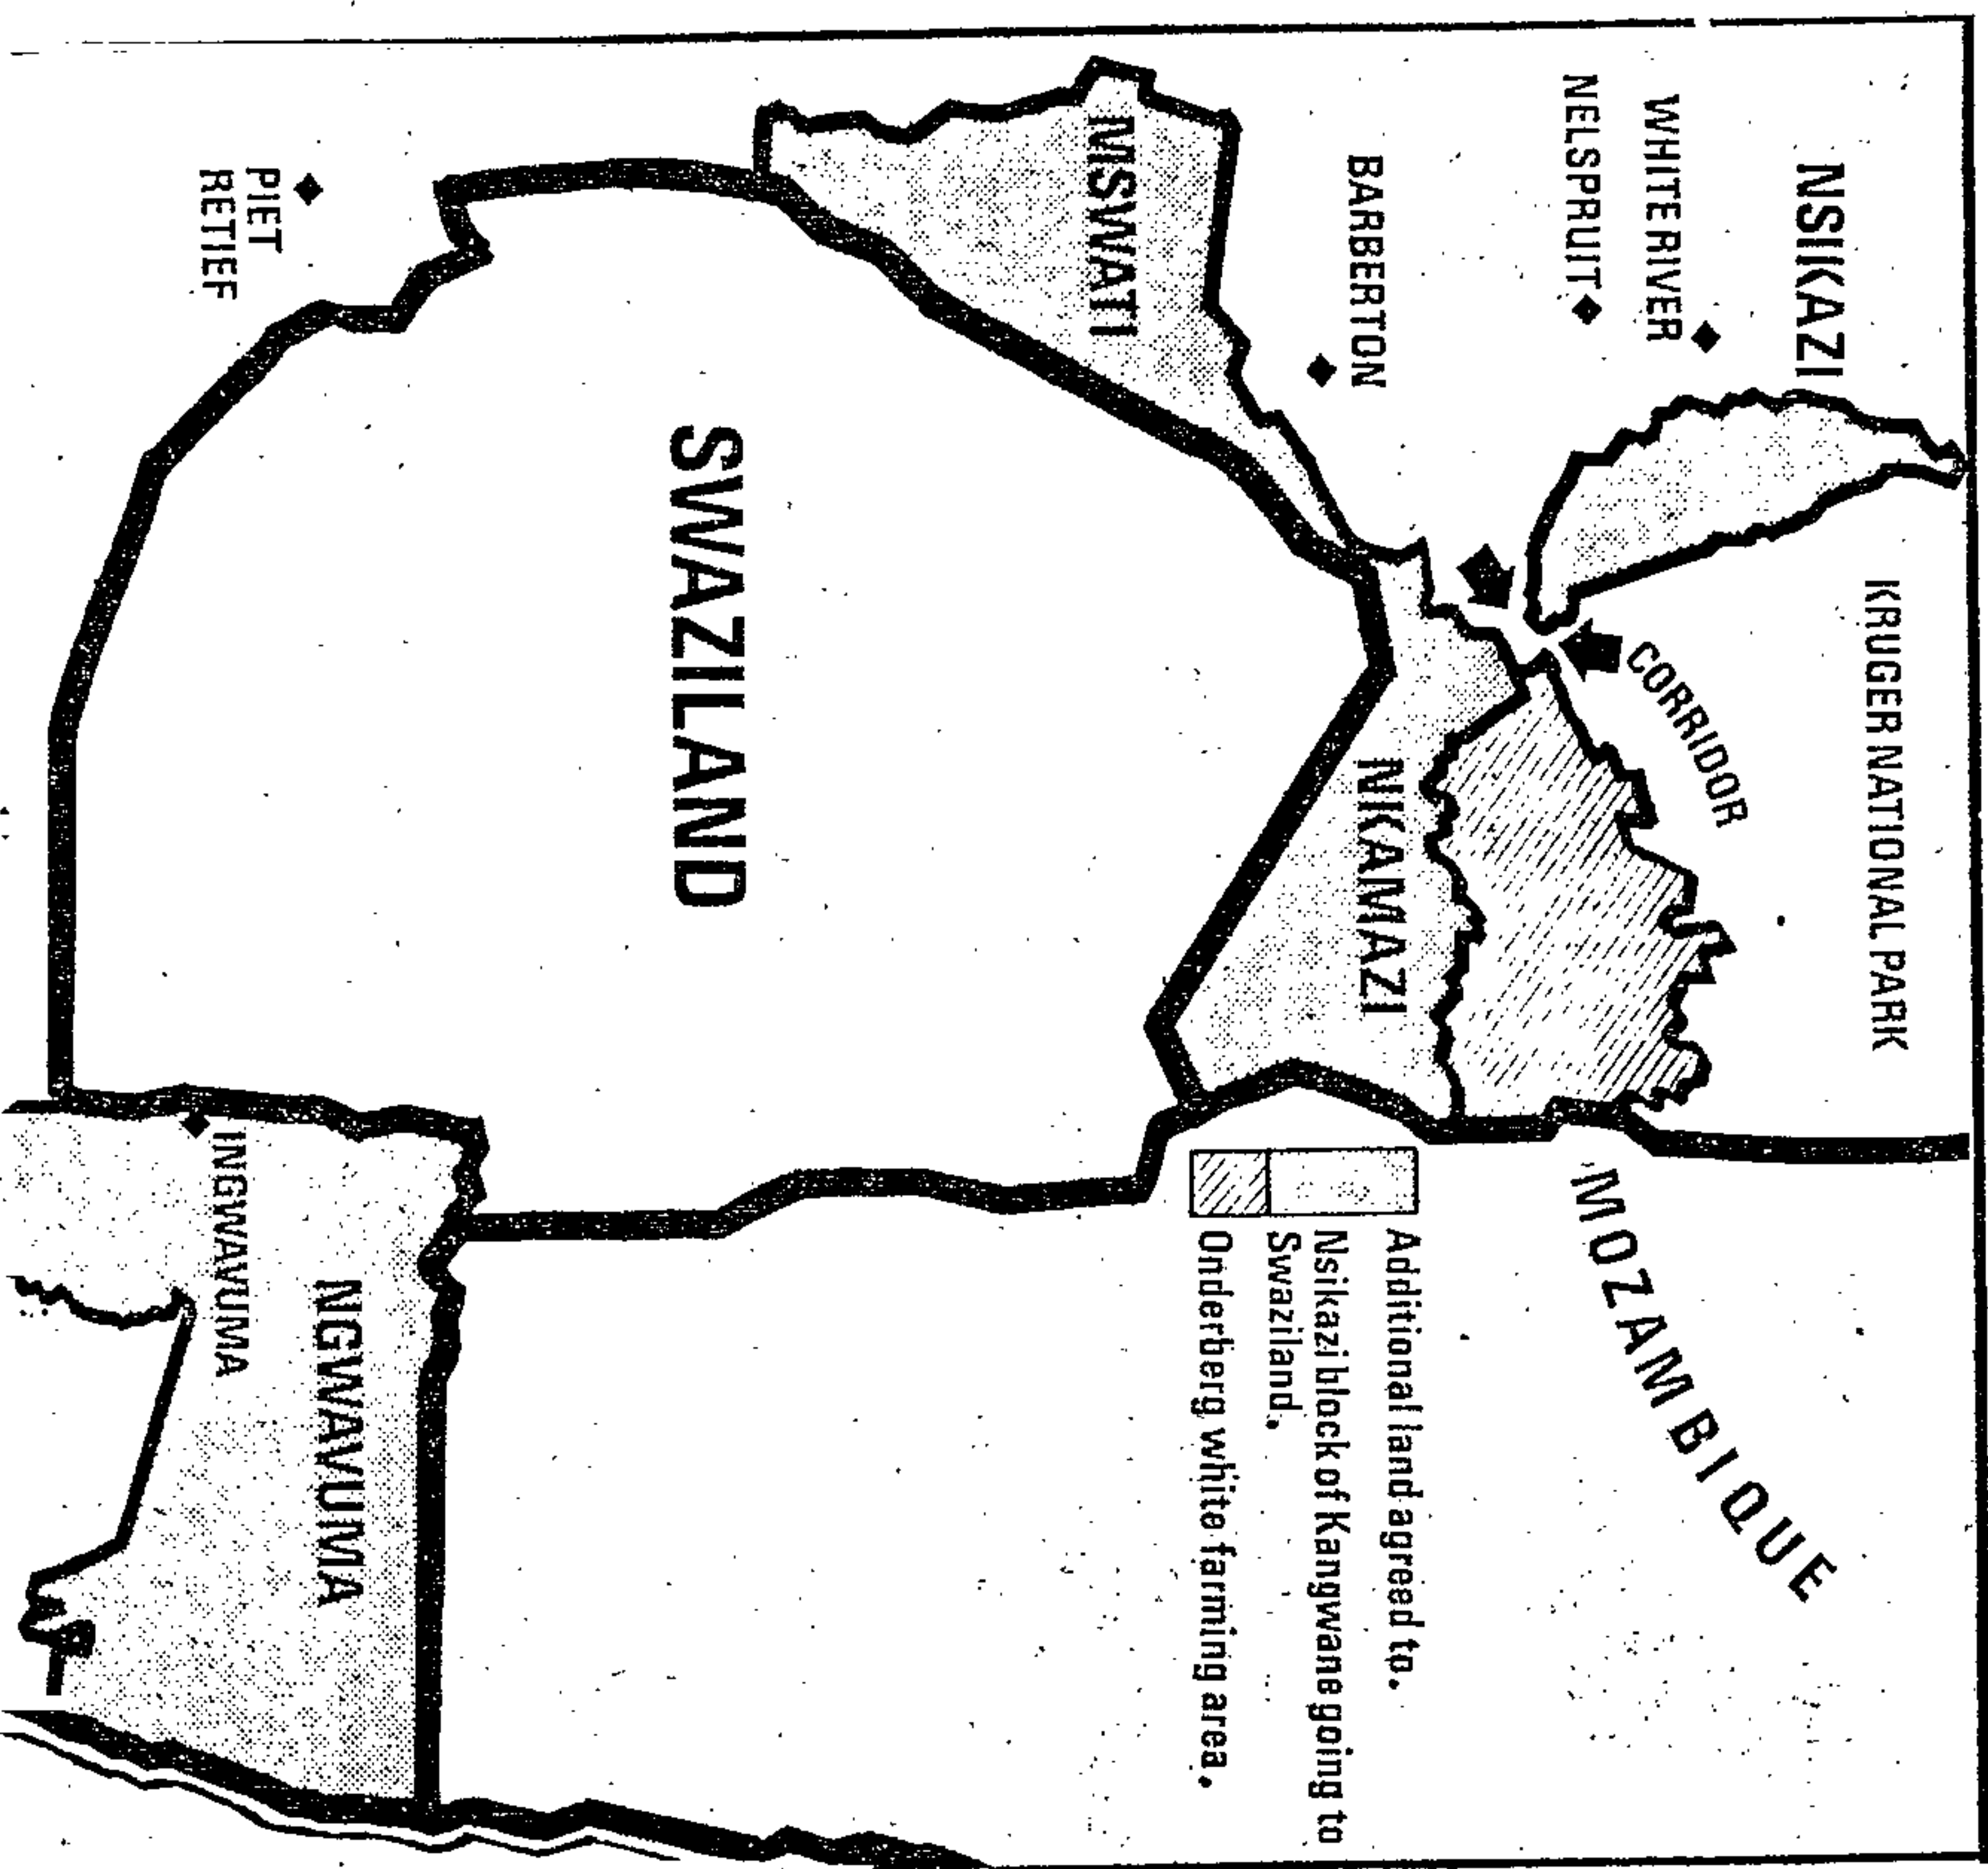 NSIKAZI
KRUGER NATIONAL PARK
WHITE RIVER
NELSPRUIT
CORRIDOR
BARBERTON
NKAMAZI
MSWATI
MOZAMBIQUE
SWAZILAND
Additional land agreed to.
Nsikazi block of Kangwane going to
Swaziland.
Onderberg white farming area.
PIET
RETIEF
NGWAVUMA
INGWAVUMA